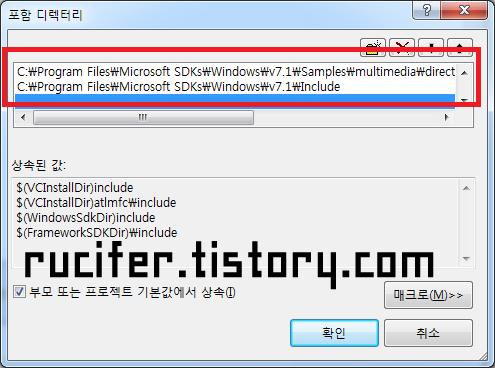 포함 디렉터리
C:₩Program Files₩Microsoft SDKs₩Windows₩v7.1₩Samples₩multimedia₩direct
C:₩Program Files₩Microsoft SDKs₩Windows₩v7.1₩Include
상속된 값:
$(VCInstallDir)include
$(VCInstallDir)atlmfc₩include
$(WindowsSdkDir)include
$(FrameworkSDKDir)₩include
rucifer.tistory.com
부모 또는 프로젝트 기본값에서 상속(I)
매크로(M)>>
확인
취소